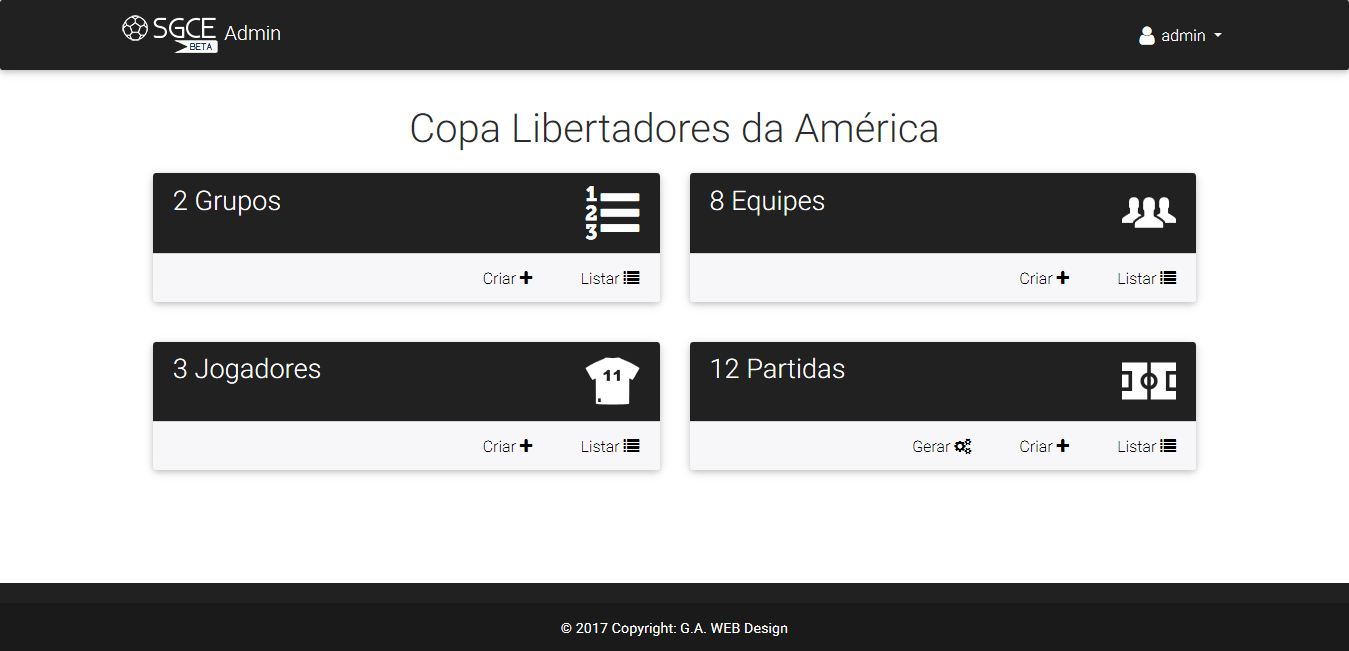 SGCE Admin
BETA
admin
Copa Libertadores da América
2 Grupos
1
2
3
8 Equipes
Criar Listar
Criar Listar
3 Jogadores
11
12 Partidas
Criar Listar
Gerar Criar Listar
© 2017 Copyright: G.A. WEB Design